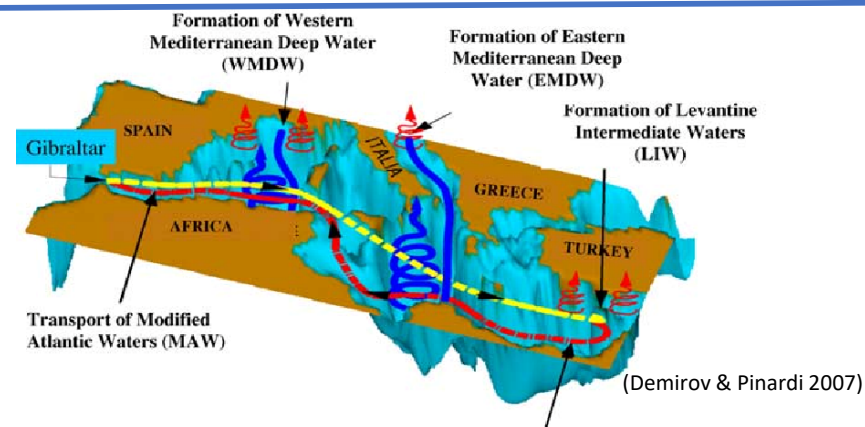 Formation of Western
Mediterranean Deep Water
(WMDW)
Formation of Eastern
Mediterranean Deep
Water (EMDW)
Formation of Levantine
Intermediate Waters
(LIW)
SPAIN
Gibraltar
ITALIA
GREECE
AFRICA
TURKEY
Transport of Modified
Atlantic Waters (MAW)
(Demirov & Pinardi 2007)